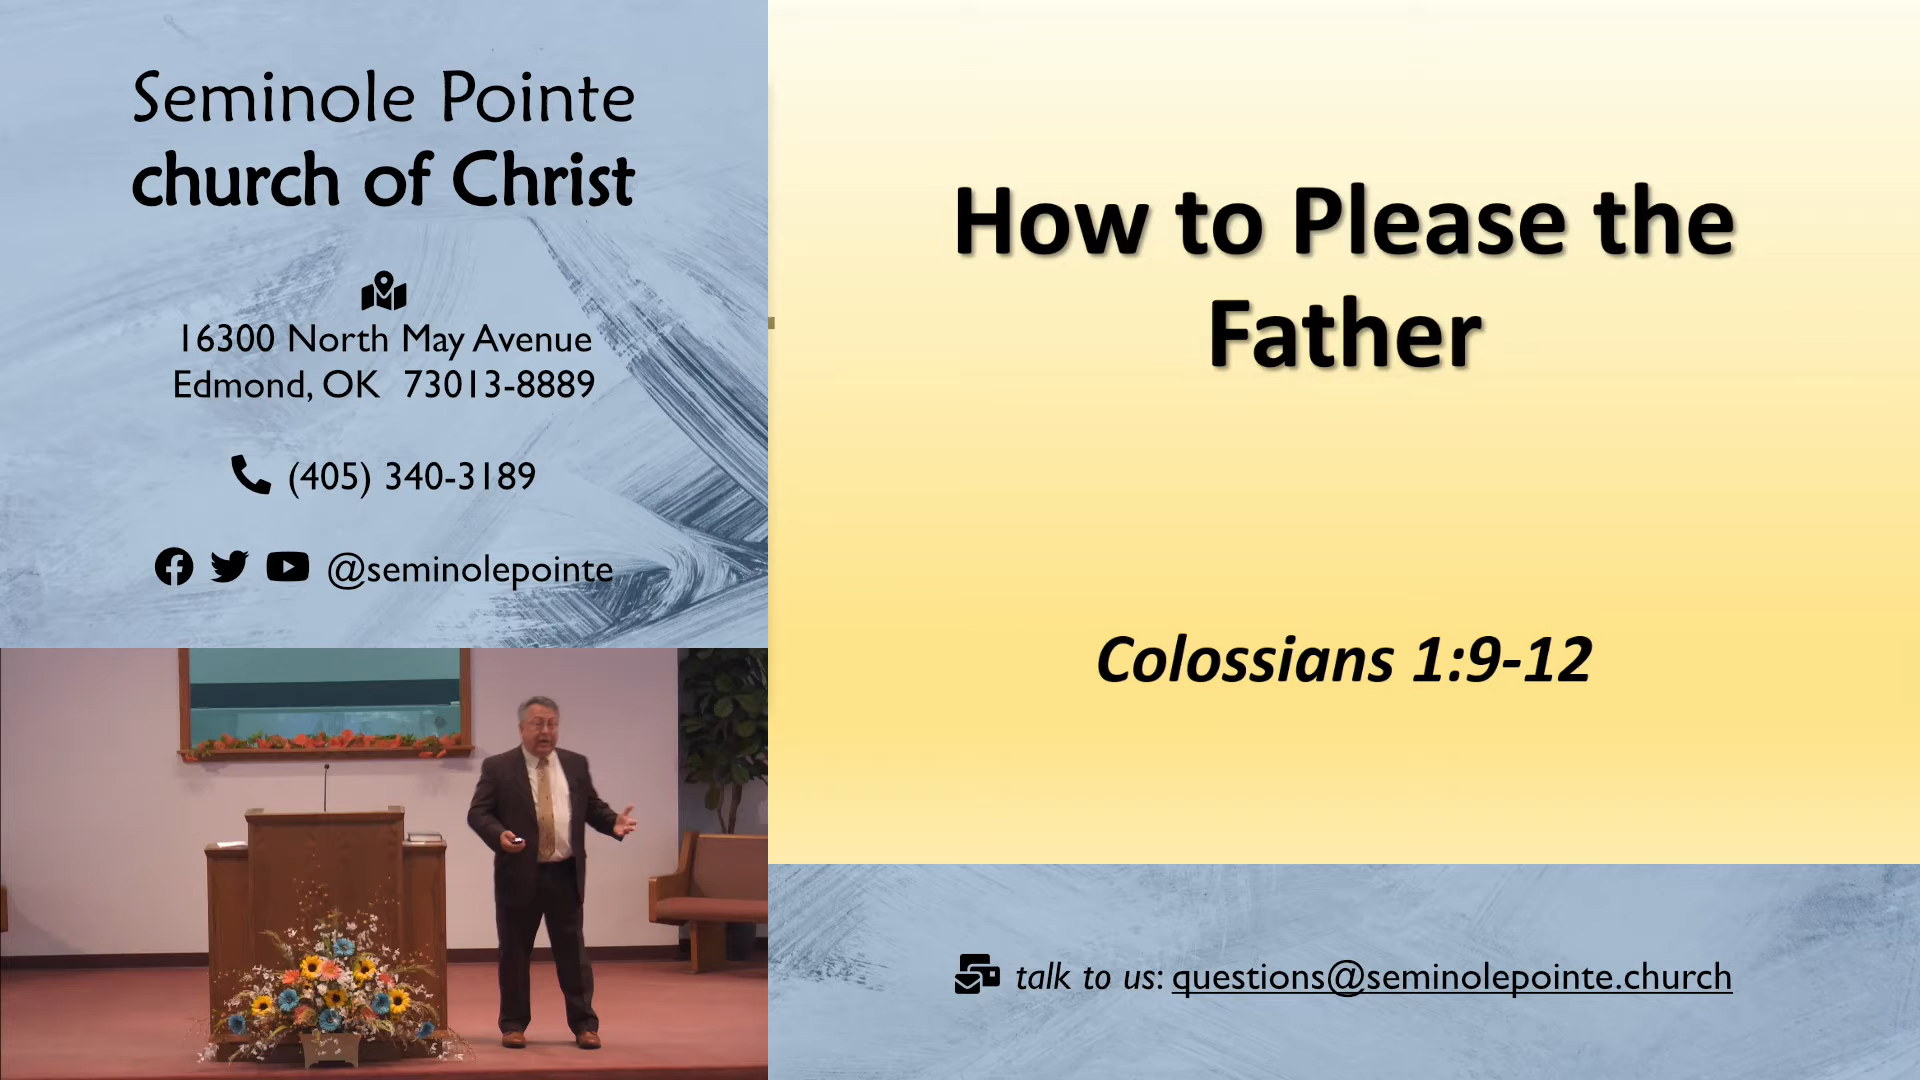 Seminole Pointe
church of Christ
16300 North May Avenue
Edmond, OK 73013-8889
(405) 340-3189
@seminolepointe
How to Please the
Father
Colossians 1:9-12
talk to us: questions@seminolepointe.church